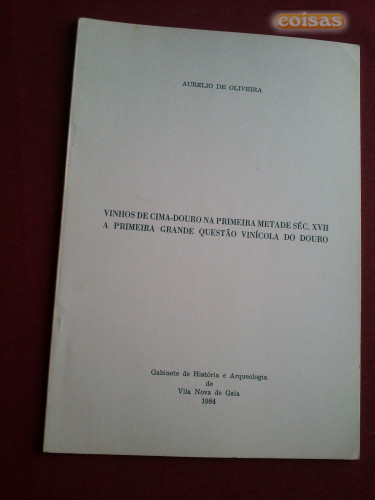 coisas
AURÉLIO DE OLIVEIRA
VINHOS DE CIMA-DOURO NA PRIMEIRA METADE SÉC. XVII
A PRIMEIRA GRANDE QUESTÃO VINÍCOLA DO DOURO
Gabinete de História e Arqueologia
de
Vila Nova de Gaia
1984